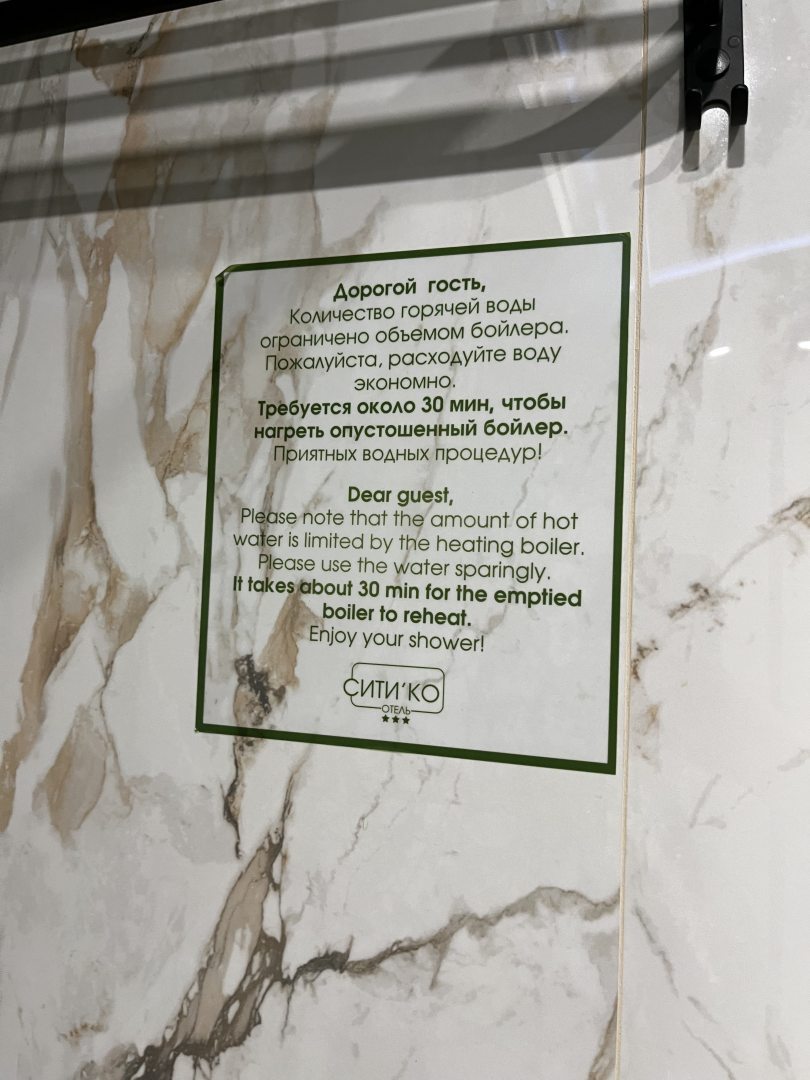 Дорогой гость,
Количество горячей воды
ограничено объемом бойлера.
Пожалуйста, расходуйте воду
экономно.
Требуется около 30 мин, чтобы
нагреть опустошенный бойлер.
Приятных водных процедур!
Dear guest,
Please note that the amount of hot
water is limited by the heating boiler.
Please use the water sparingly.
It takes about 30 min for the emptied
boiler to reheat.
Enjoy your shower!
СИТИ'КО
ОТЕЛЬ
★★★